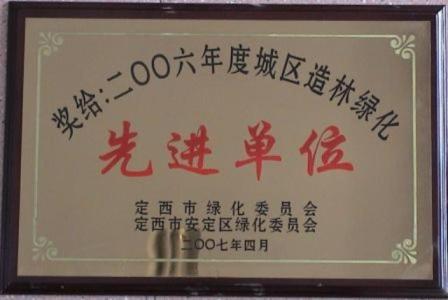 奖给:二〇〇六年度城区造林绿化
先进单位
定西市绿化委员会
定西市安定区绿化委员会
二〇〇七年四月